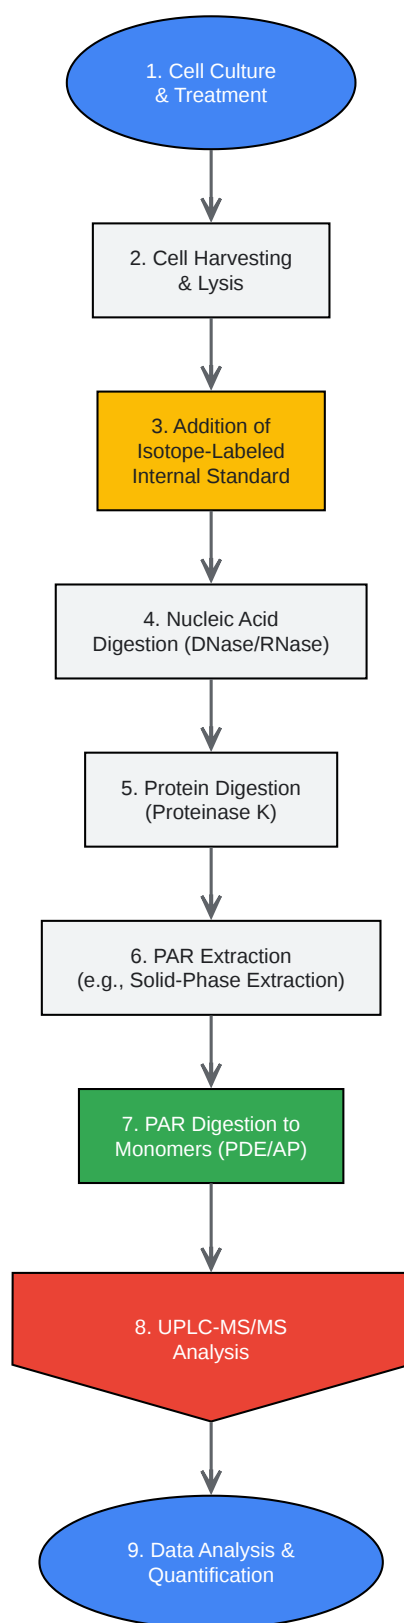 1. Cell Culture
& Treatment
2. Cell Harvesting
& Lysis
3. Addition of
Isotope-Labeled
Internal Standard
4. Nucleic Acid
Digestion (DNase/RNase)
5. Protein Digestion
(Proteinase K)
6. PAR Extraction
(e.g., Solid-Phase Extraction)
7. PAR Digestion to
Monomers (PDE/AP)
8. UPLC-MS/MS
Analysis
9. Data Analysis &
Quantification